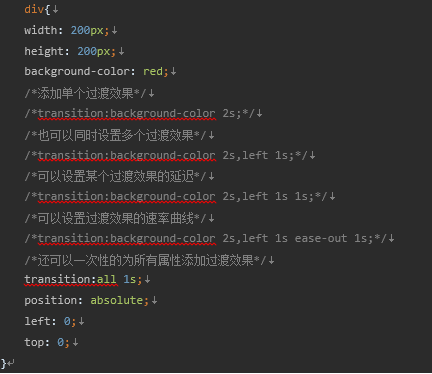 div{↓
width: 200px;↓
height: 200px;↓
background-color: red;↓
/*添加单个过渡效果*/↓
/*transition:background-color 2s;*/↓
/*也可以同时设置多个过渡效果*/↓
/*transition:background-color 2s,left 1s;*/↓
/*可以设置某个过渡效果的延迟*/↓
/*transition:background-color 2s,left 1s 1s;*/↓
/*可以设置过渡效果的速率曲线*/↓
/*transition:background-color 2s,left 1s ease-out 1s;*/↓
/*还可以一次性的为所有属性添加过渡效果*/↓
transition:all 1s;↓
position: absolute;↓
left: 0;↓
top: 0;↓
}↵